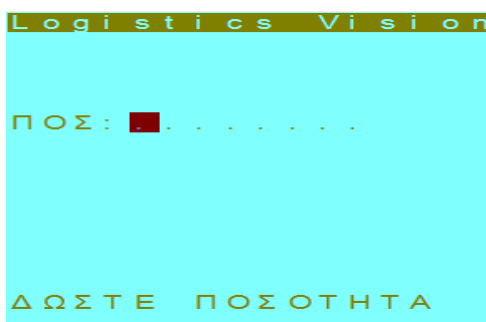 Logistics Vision
ΠΟΣ: . . . . . . . .
ΔΩΣΤΕ ΠΟΣΟΤΗΤΑ